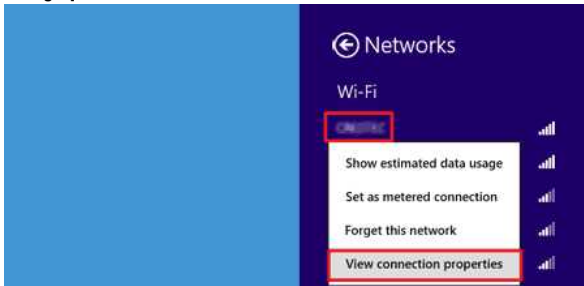 Networks
Wi-Fi
Show estimated data usage
Set as metered connection
Forget this network
View connection properties